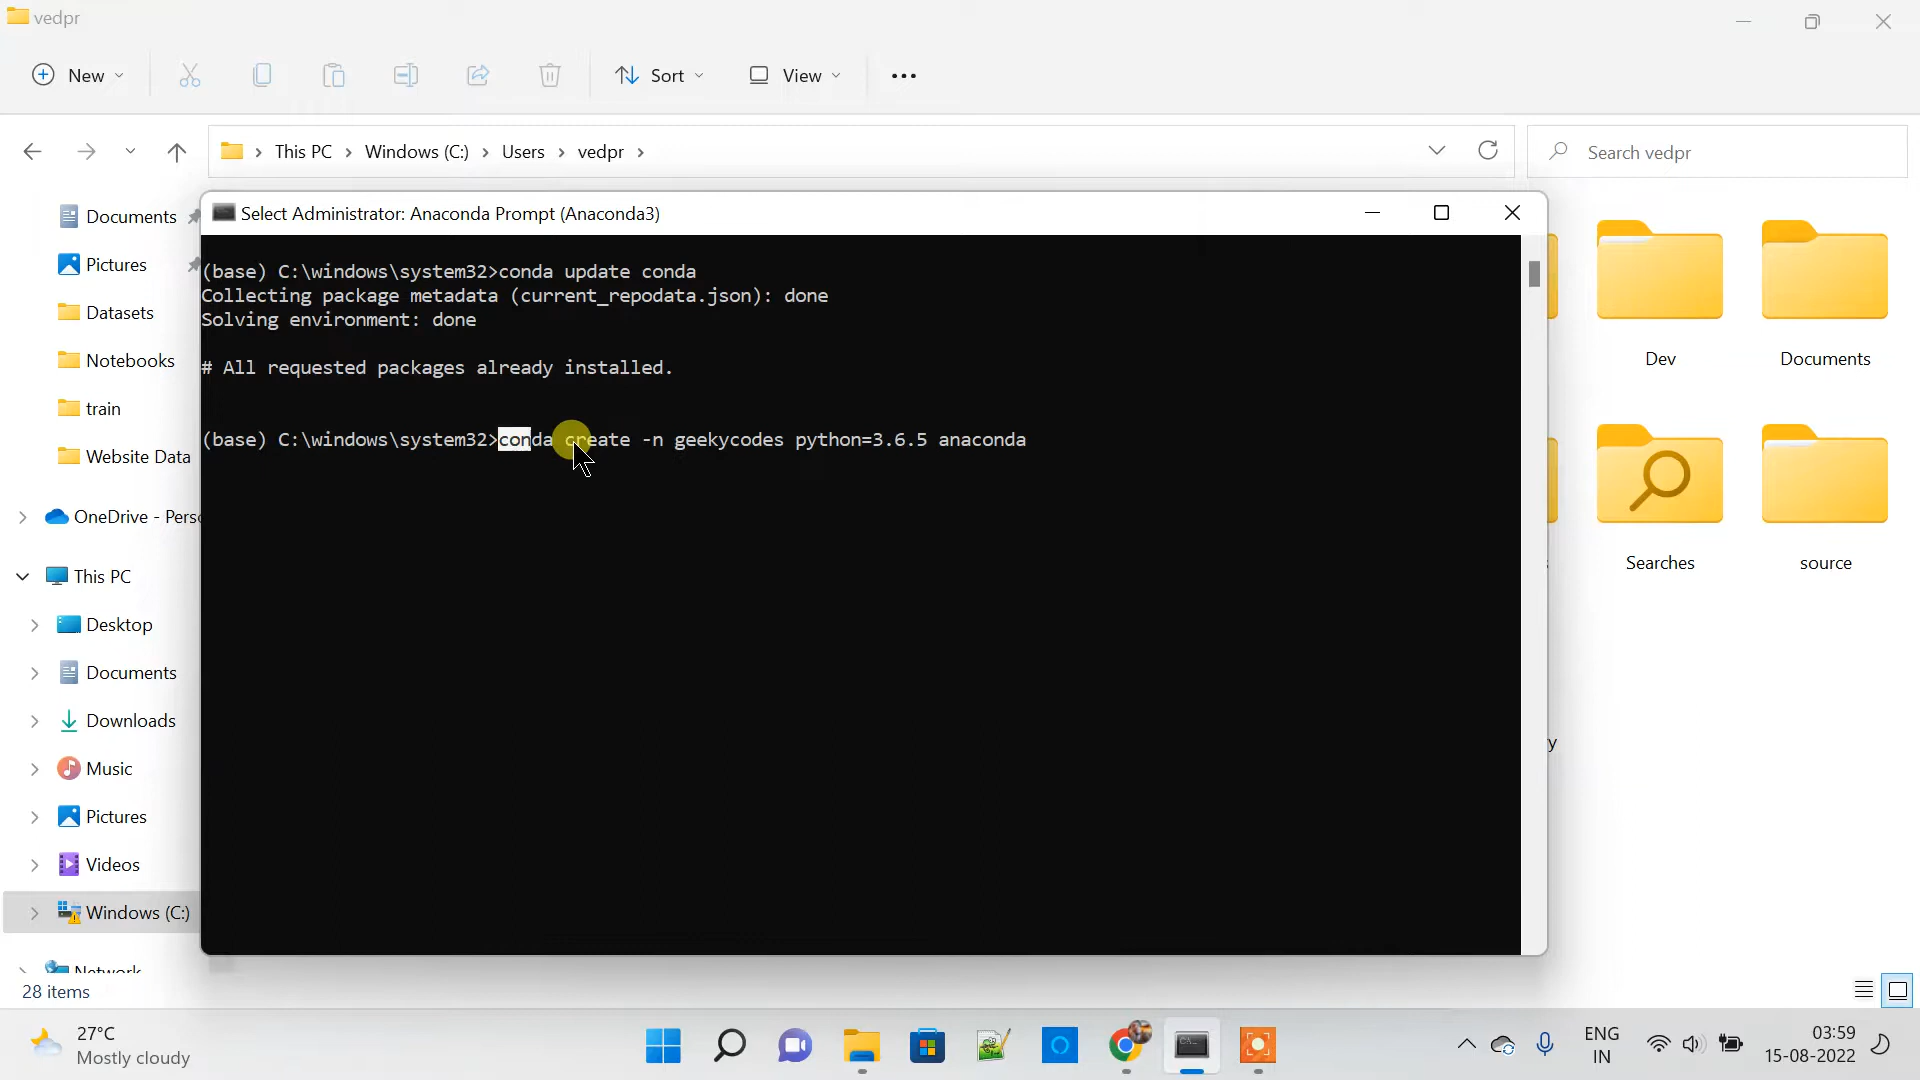 vedpr
New
Sort
View
This PC
Windows (C:)
Users
vedpr
Search vedpr
Documents
Pictures
Datasets
Notebooks
train
Website Data
OneDrive - Pers
This PC
Desktop
Documents
Downloads
Music
Pictures
Videos
Windows (C:)
Network
28 items
Select Administrator: Anaconda Prompt (Anaconda3)
(base) C:\windows\system32>conda update conda
Collecting package metadata (current_repodata.json): done
Solving environment: done
# All requested packages already installed.
(base) C:\windows\system32>conda create -n geekycodes python=3.6.5 anaconda
Dev
Documents
Searches
source
y
27°C
Mostly cloudy
ENG
IN
03:59
15-08-2022